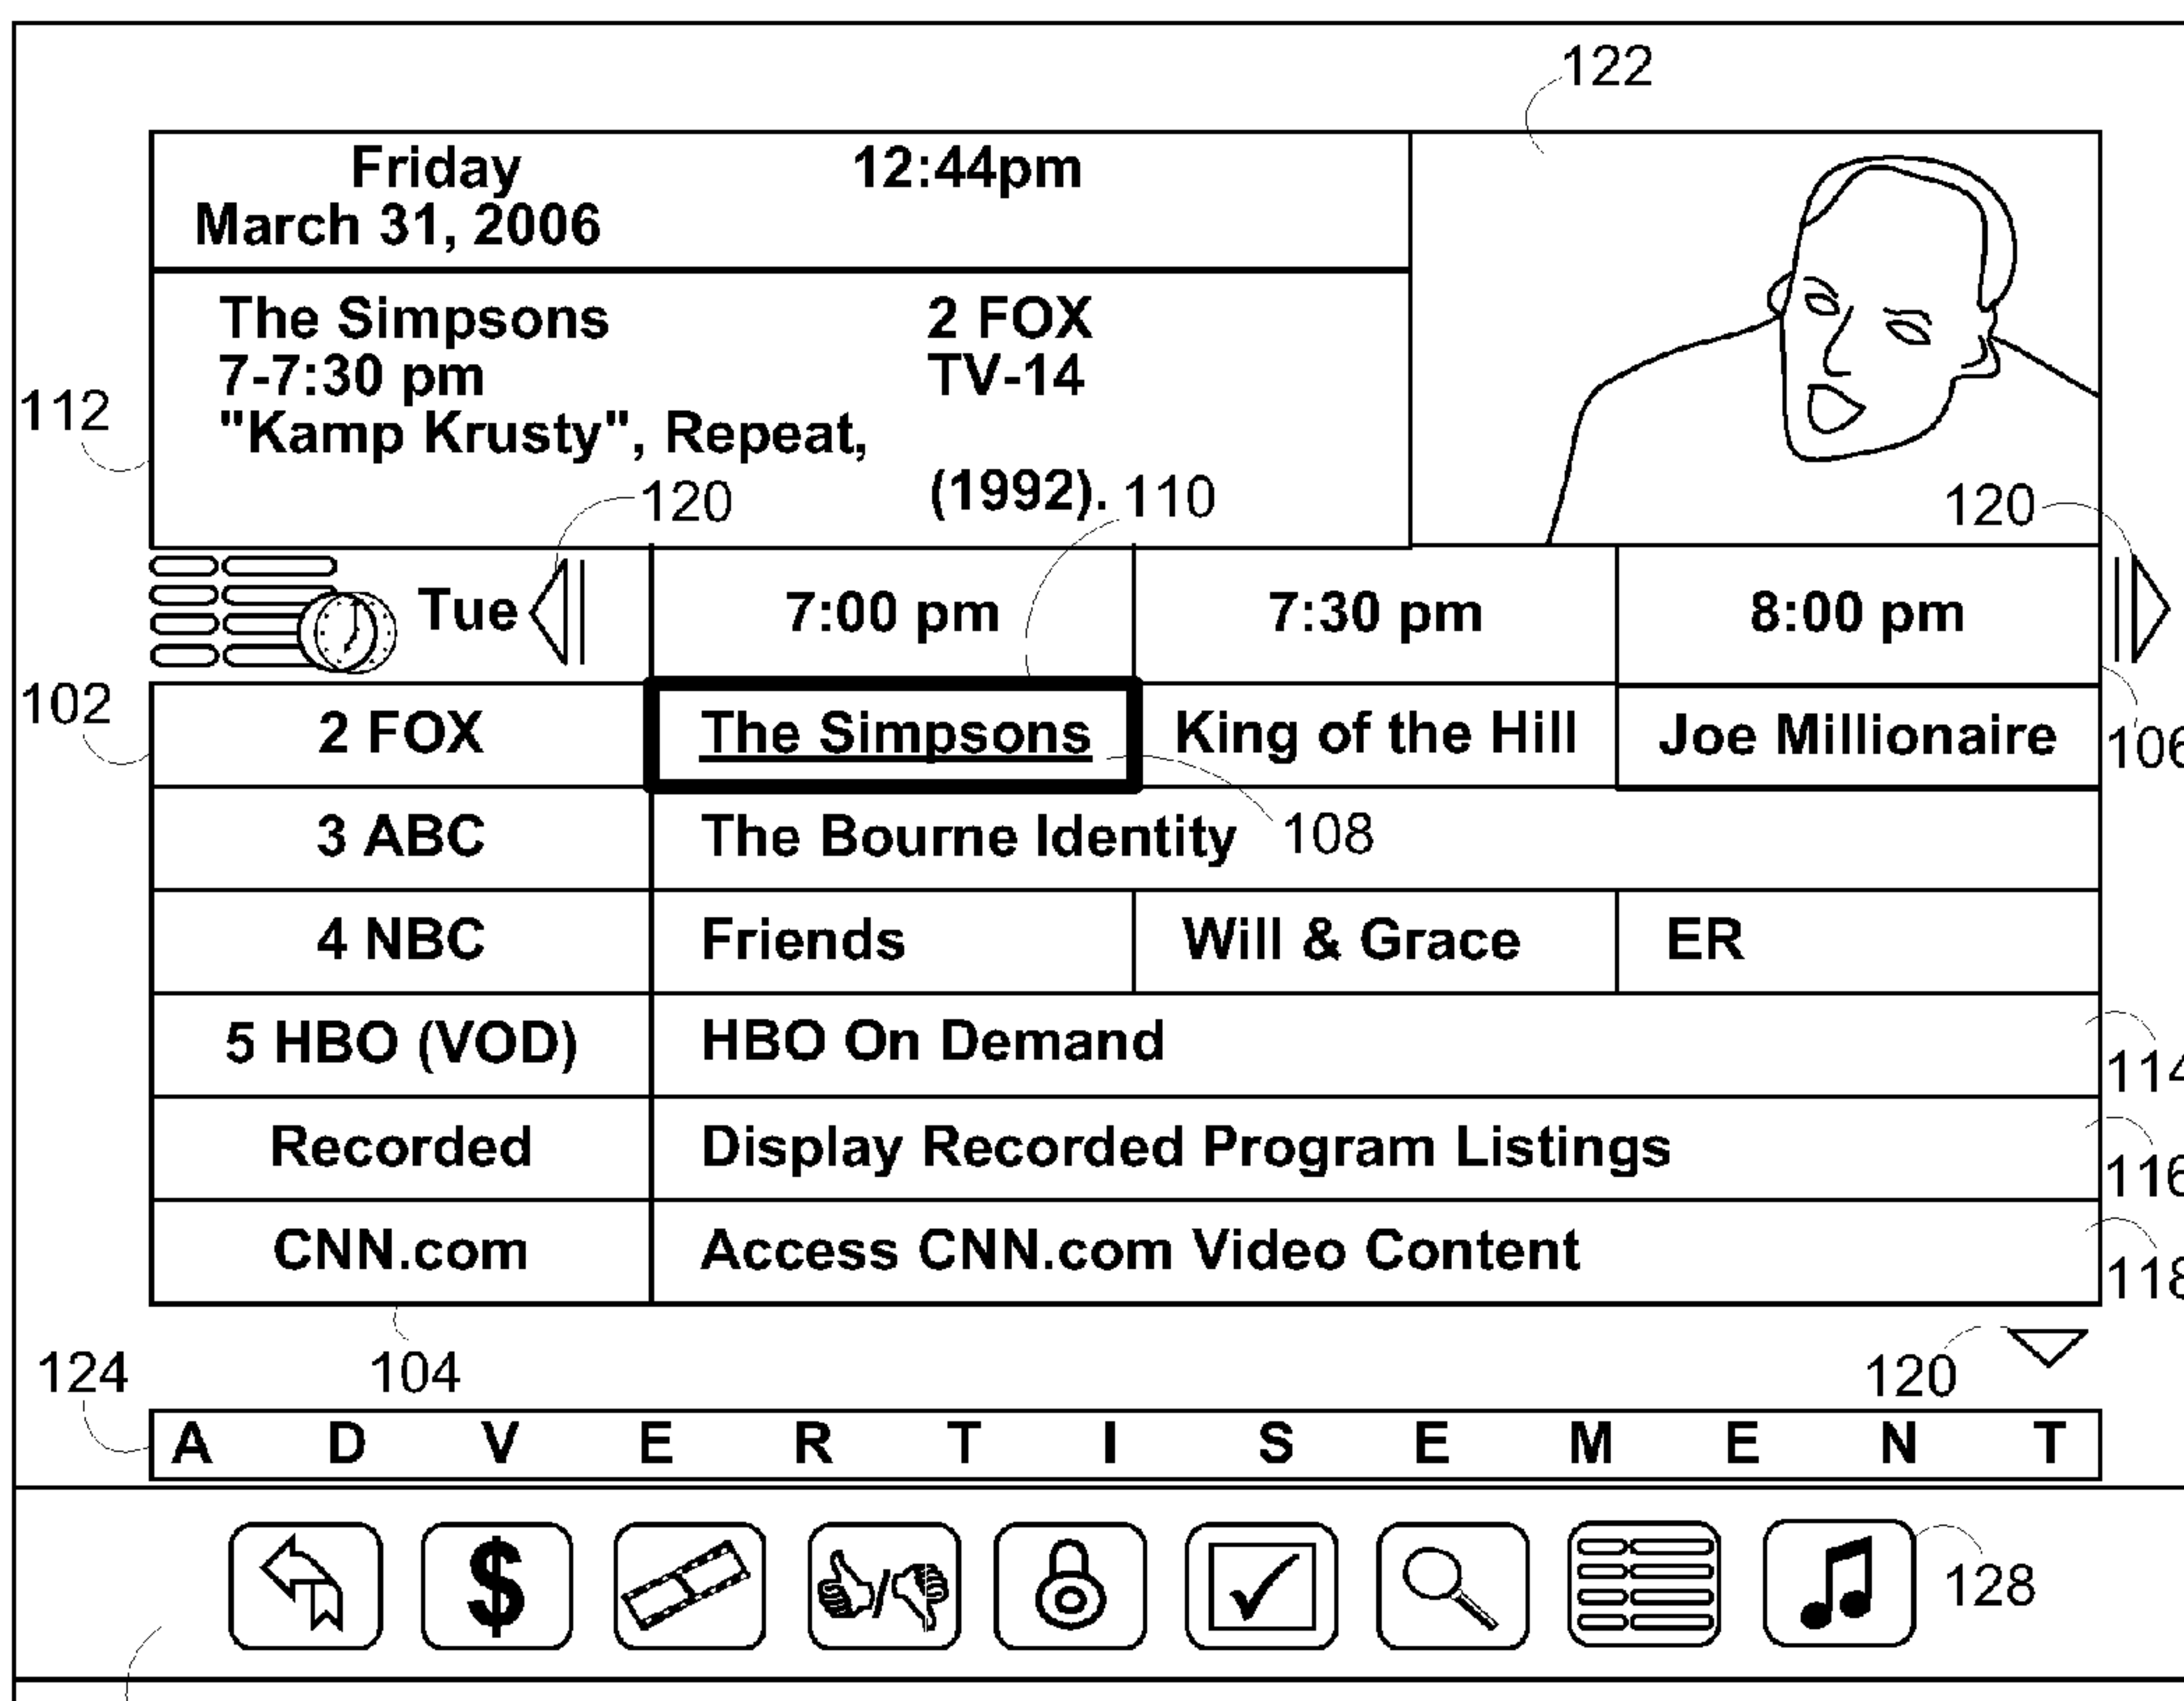 122
Friday 12:44pm
March 31, 2006
The Simpsons 2 FOX
7-7:30 pm TV-14
112
"Kamp Krusty", Repeat,
(1992).
120 110 120
Tue 7:00 pm 7:30 pm 8:00 pm
102
2 FOX The Simpsons King of the Hill Joe Millionaire
106
3 ABC The Bourne Identity 108
4 NBC Friends Will & Grace ER
5 HBO (VOD) HBO On Demand
114
Recorded Display Recorded Program Listings
116
CNN.com Access CNN.com Video Content
118
124 104 120
A D V E R T I S E M E N T
$ / 128